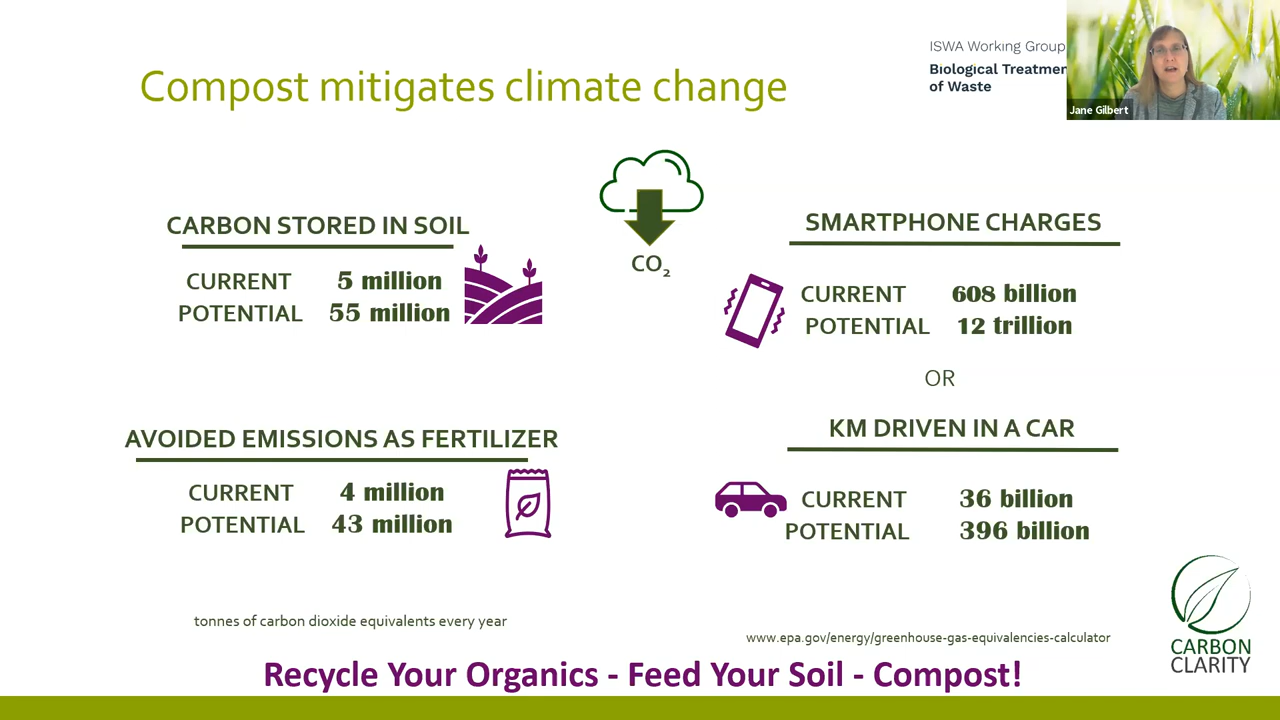 Compost mitigates climate change
ISWA Working Group
Biological Treatmen
of Waste
Jane Gilbert
CARBON STORED IN SOIL
CURRENT 5 million
POTENTIAL 55 million
CO₂
SMARTPHONE CHARGES
CURRENT 608 billion
POTENTIAL 12 trillion
OR
AVOIDED EMISSIONS AS FERTILIZER
CURRENT 4 million
POTENTIAL 43 million
KM DRIVEN IN A CAR
CURRENT 36 billion
POTENTIAL 396 billion
tonnes of carbon dioxide equivalents every year
www.epa.gov/energy/greenhouse-gas-equivalencies-calculator
CARBON
CLARITY
Recycle Your Organics - Feed Your Soil - Compost!